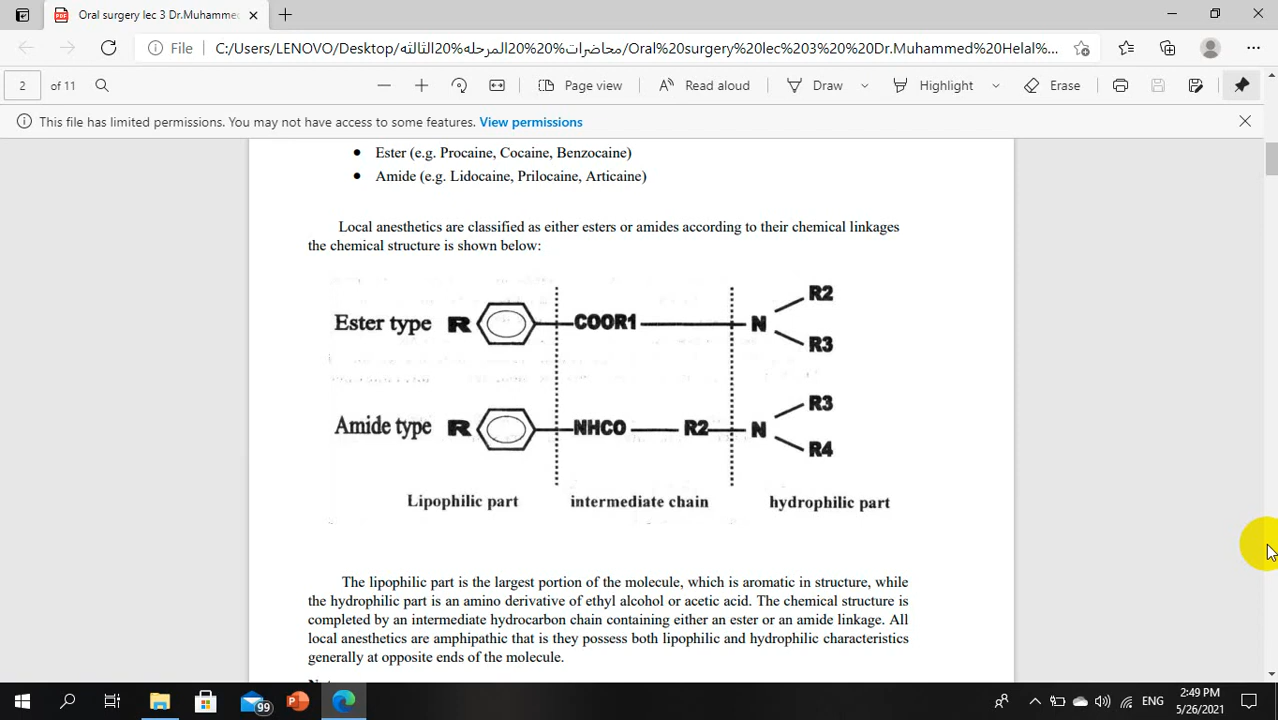 Oral surgery lec 3 Dr.Muhamme
File
C:/Users/LENOVO/Desktop/محاضرات%20%20المرحله%20الثالثه/Oral%20surgery%20lec%203%20%20Dr.Muhammed%20Helal%...
2 of 11
Page view
Read aloud
Draw
Highlight
Erase
This file has limited permissions. You may not have access to some features. View permissions
• Ester (e.g. Procaine, Cocaine, Benzocaine)
• Amide (e.g. Lidocaine, Prilocaine, Articaine)
Local anesthetics are classified as either esters or amides according to their chemical linkages
the chemical structure is shown below:
R2
Ester type R COOR1 N
R3
R3
Amide type R NHCO R2 N
R4
Lipophilic part intermediate chain hydrophilic part
The lipophilic part is the largest portion of the molecule, which is aromatic in structure, while
the hydrophilic part is an amino derivative of ethyl alcohol or acetic acid. The chemical structure is
completed by an intermediate hydrocarbon chain containing either an ester or an amide linkage. All
local anesthetics are amphipathic that is they possess both lipophilic and hydrophilic characteristics
generally at opposite ends of the molecule.
99
ENG
2:49 PM
5/26/2021